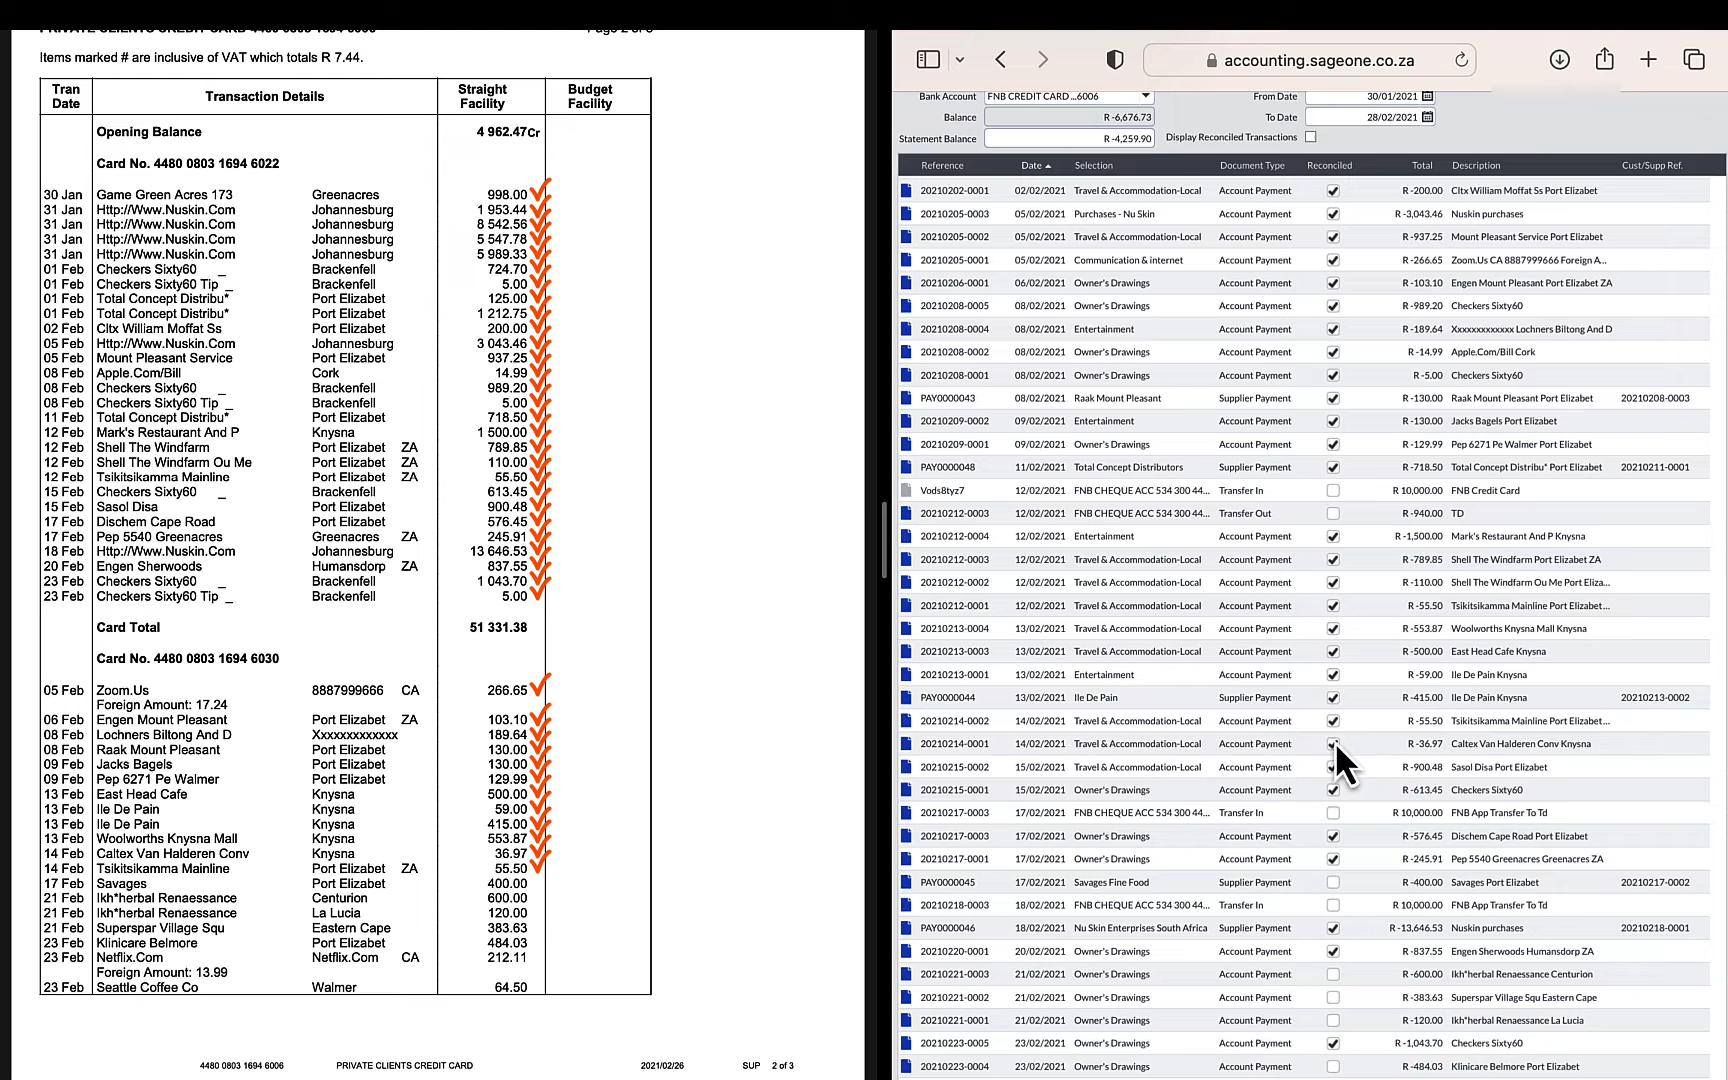 Items marked # are inclusive of VAT which totals R 7.44.
Tran Date Transaction Details Straight Facility Budget Facility
Opening Balance 4 962.47Cr
Card No. 4480 0803 1694 6022
30 Jan Game Green Acres 173 Greenacres 998.00
31 Jan Http://Www.Nuskin.Com Johannesburg 1 953.44
31 Jan Http://Www.Nuskin.Com Johannesburg 8 542.56
31 Jan Http://Www.Nuskin.Com Johannesburg 5 547.78
31 Jan Http://Www.Nuskin.Com Johannesburg 5 989.33
01 Feb Checkers Sixty60 _ Brackenfell 724.70
01 Feb Checkers Sixty60 Tip _ Brackenfell 5.00
01 Feb Total Concept Distribu* Port Elizabet 125.00
01 Feb Total Concept Distribu* Port Elizabet 1 212.75
02 Feb Cltx William Moffat Ss Port Elizabet 200.00
05 Feb Http://Www.Nuskin.Com Johannesburg 3 043.46
05 Feb Mount Pleasant Service Port Elizabet 937.25
08 Feb Apple.Com/Bill Cork 14.99
08 Feb Checkers Sixty60 _ Brackenfell 989.20
08 Feb Checkers Sixty60 Tip _ Brackenfell 5.00
11 Feb Total Concept Distribu* Port Elizabet 718.50
12 Feb Mark's Restaurant And P Knysna 1 500.00
12 Feb Shell The Windfarm Port Elizabet ZA 789.85
12 Feb Shell The Windfarm Ou Me Port Elizabet ZA 110.00
12 Feb Tsikitsikamma Mainline Port Elizabet ZA 55.50
15 Feb Checkers Sixty60 _ Brackenfell 613.45
15 Feb Sasol Disa Port Elizabet 900.48
17 Feb Dischem Cape Road Port Elizabet 576.45
17 Feb Pep 5540 Greenacres Greenacres ZA 245.91
18 Feb Http://Www.Nuskin.Com Johannesburg 13 646.53
20 Feb Engen Sherwoods Humansdorp ZA 837.55
23 Feb Checkers Sixty60 _ Brackenfell 1 043.70
23 Feb Checkers Sixty60 Tip _ Brackenfell 5.00
Card Total 51 331.38
Card No. 4480 0803 1694 6030
05 Feb Zoom.Us 8887999666 CA 266.65
Foreign Amount: 17.24
06 Feb Engen Mount Pleasant Port Elizabet ZA 103.10
08 Feb Lochners Biltong And D Xxxxxxxxxxxx 189.64
08 Feb Raak Mount Pleasant Port Elizabet 130.00
09 Feb Jacks Bagels Port Elizabet 130.00
09 Feb Pep 6271 Pe Walmer Port Elizabet 129.99
13 Feb East Head Cafe Knysna 500.00
13 Feb Ile De Pain Knysna 59.00
13 Feb Ile De Pain Knysna 415.00
13 Feb Woolworths Knysna Mall Knysna 553.87
14 Feb Caltex Van Halderen Conv Knysna 36.97
14 Feb Tsikitsikamma Mainline Port Elizabet ZA 55.50
17 Feb Savages Port Elizabet 400.00
21 Feb Ikh*herbal Renaissance Centurion 600.00
21 Feb Ikh*herbal Renaissance La Lucia 120.00
21 Feb Superspar Village Squ Eastern Cape 383.63
23 Feb Klinicare Belmore Port Elizabet 484.03
23 Feb Netflix.Com Netflix.Com CA 212.11
Foreign Amount: 13.99
23 Feb Seattle Coffee Co Walmer 64.50
4480 0803 1694 6006 PRIVATE CLIENTS CREDIT CARD 2021/02/26 SUP 2 of 3
accounting.sageone.co.za
Bank Account FNB CREDIT CARD ...6006 From Date 30/01/2021
Balance R -6,676.73 To Date 28/02/2021
Statement Balance R -4,259.90 Display Reconciled Transactions
Reference Date Selection Document Type Reconciled Total Description Cust/Supp Ref.
20210202-0001 02/02/2021 Travel & Accommodation-Local Account Payment R -200.00 Cltx William Moffat Ss Port Elizabet
20210205-0003 05/02/2021 Purchases - Nu Skin Account Payment R -3,043.46 Nuskin purchases
20210205-0002 05/02/2021 Travel & Accommodation-Local Account Payment R -937.25 Mount Pleasant Service Port Elizabet
20210205-0001 05/02/2021 Communication & internet Account Payment R -266.65 Zoom.Us CA 8887999666 Foreign A...
20210206-0001 06/02/2021 Owner's Drawings Account Payment R -103.10 Engen Mount Pleasant Port Elizabet ZA
20210208-0005 08/02/2021 Owner's Drawings Account Payment R -989.20 Checkers Sixty60
20210208-0004 08/02/2021 Entertainment Account Payment R -189.64 Xxxxxxxxxxxx Lochners Biltong And D
20210208-0002 08/02/2021 Owner's Drawings Account Payment R -14.99 Apple.Com/Bill Cork
20210208-0001 08/02/2021 Owner's Drawings Account Payment R -5.00 Checkers Sixty60
PAY0000043 08/02/2021 Raak Mount Pleasant Supplier Payment R -130.00 Raak Mount Pleasant Port Elizabet 20210208-0003
20210209-0002 09/02/2021 Entertainment Account Payment R -130.00 Jacks Bagels Port Elizabet
20210209-0001 09/02/2021 Owner's Drawings Account Payment R -129.99 Pep 6271 Pe Walmer Port Elizabet
PAY0000048 11/02/2021 Total Concept Distributors Supplier Payment R -718.50 Total Concept Distribu* Port Elizabet 20210211-0001
Vods8tyz7 12/02/2021 FNB CHEQUE ACC 534 300 44... Transfer In R 10,000.00 FNB Credit Card
20210212-0003 12/02/2021 FNB CHEQUE ACC 534 300 44... Transfer Out R -940.00 TD
20210212-0004 12/02/2021 Entertainment Account Payment R -1,500.00 Mark's Restaurant And P Knysna
20210212-0003 12/02/2021 Travel & Accommodation-Local Account Payment R -789.85 Shell The Windfarm Port Elizabet ZA
20210212-0002 12/02/2021 Travel & Accommodation-Local Account Payment R -110.00 Shell The Windfarm Ou Me Port Eliza...
20210212-0001 12/02/2021 Travel & Accommodation-Local Account Payment R -55.50 Tsikitsikamma Mainline Port Elizabet...
20210213-0004 13/02/2021 Travel & Accommodation-Local Account Payment R -553.87 Woolworths Knysna Mall Knysna
20210213-0003 13/02/2021 Travel & Accommodation-Local Account Payment R -500.00 East Head Cafe Knysna
20210213-0001 13/02/2021 Entertainment Account Payment R -59.00 Ile De Pain Knysna
PAY0000044 13/02/2021 Ile De Pain Supplier Payment R -415.00 Ile De Pain Knysna 20210213-0002
20210214-0002 14/02/2021 Travel & Accommodation-Local Account Payment R -55.50 Tsikitsikamma Mainline Port Elizabet...
20210214-0001 14/02/2021 Travel & Accommodation-Local Account Payment R -36.97 Caltex Van Halderen Conv Knysna
20210215-0002 15/02/2021 Travel & Accommodation-Local Account Payment R -900.48 Sasol Disa Port Elizabet
20210215-0001 15/02/2021 Owner's Drawings Account Payment R -613.45 Checkers Sixty60
20210217-0003 17/02/2021 FNB CHEQUE ACC 534 300 44... Transfer In R 10,000.00 FNB App Transfer To Td
20210217-0003 17/02/2021 Owner's Drawings Account Payment R -576.45 Dischem Cape Road Port Elizabet
20210217-0001 17/02/2021 Owner's Drawings Account Payment R -245.91 Pep 5540 Greenacres Greenacres ZA
PAY0000045 17/02/2021 Savages Fine Food Supplier Payment R -400.00 Savages Port Elizabet 20210217-0002
20210218-0003 18/02/2021 FNB CHEQUE ACC 534 300 44... Transfer In R 10,000.00 FNB App Transfer To Td
PAY0000046 18/02/2021 Nu Skin Enterprises South Africa Supplier Payment R -13,646.53 Nuskin purchases 20210218-0001
20210220-0001 20/02/2021 Owner's Drawings Account Payment R -837.55 Engen Sherwoods Humansdorp ZA
20210221-0003 21/02/2021 Owner's Drawings Account Payment R -600.00 Ikh*herbal Renaessance Centurion
20210221-0002 21/02/2021 Owner's Drawings Account Payment R -383.63 Superspar Village Squ Eastern Cape
20210221-0001 21/02/2021 Owner's Drawings Account Payment R -120.00 Ikh*herbal Renaessance La Lucia
20210223-0005 23/02/2021 Owner's Drawings Account Payment R -1,043.70 Checkers Sixty60
20210223-0004 23/02/2021 Owner's Drawings Account Payment R -484.03 Klinicare Belmore Port Elizabet